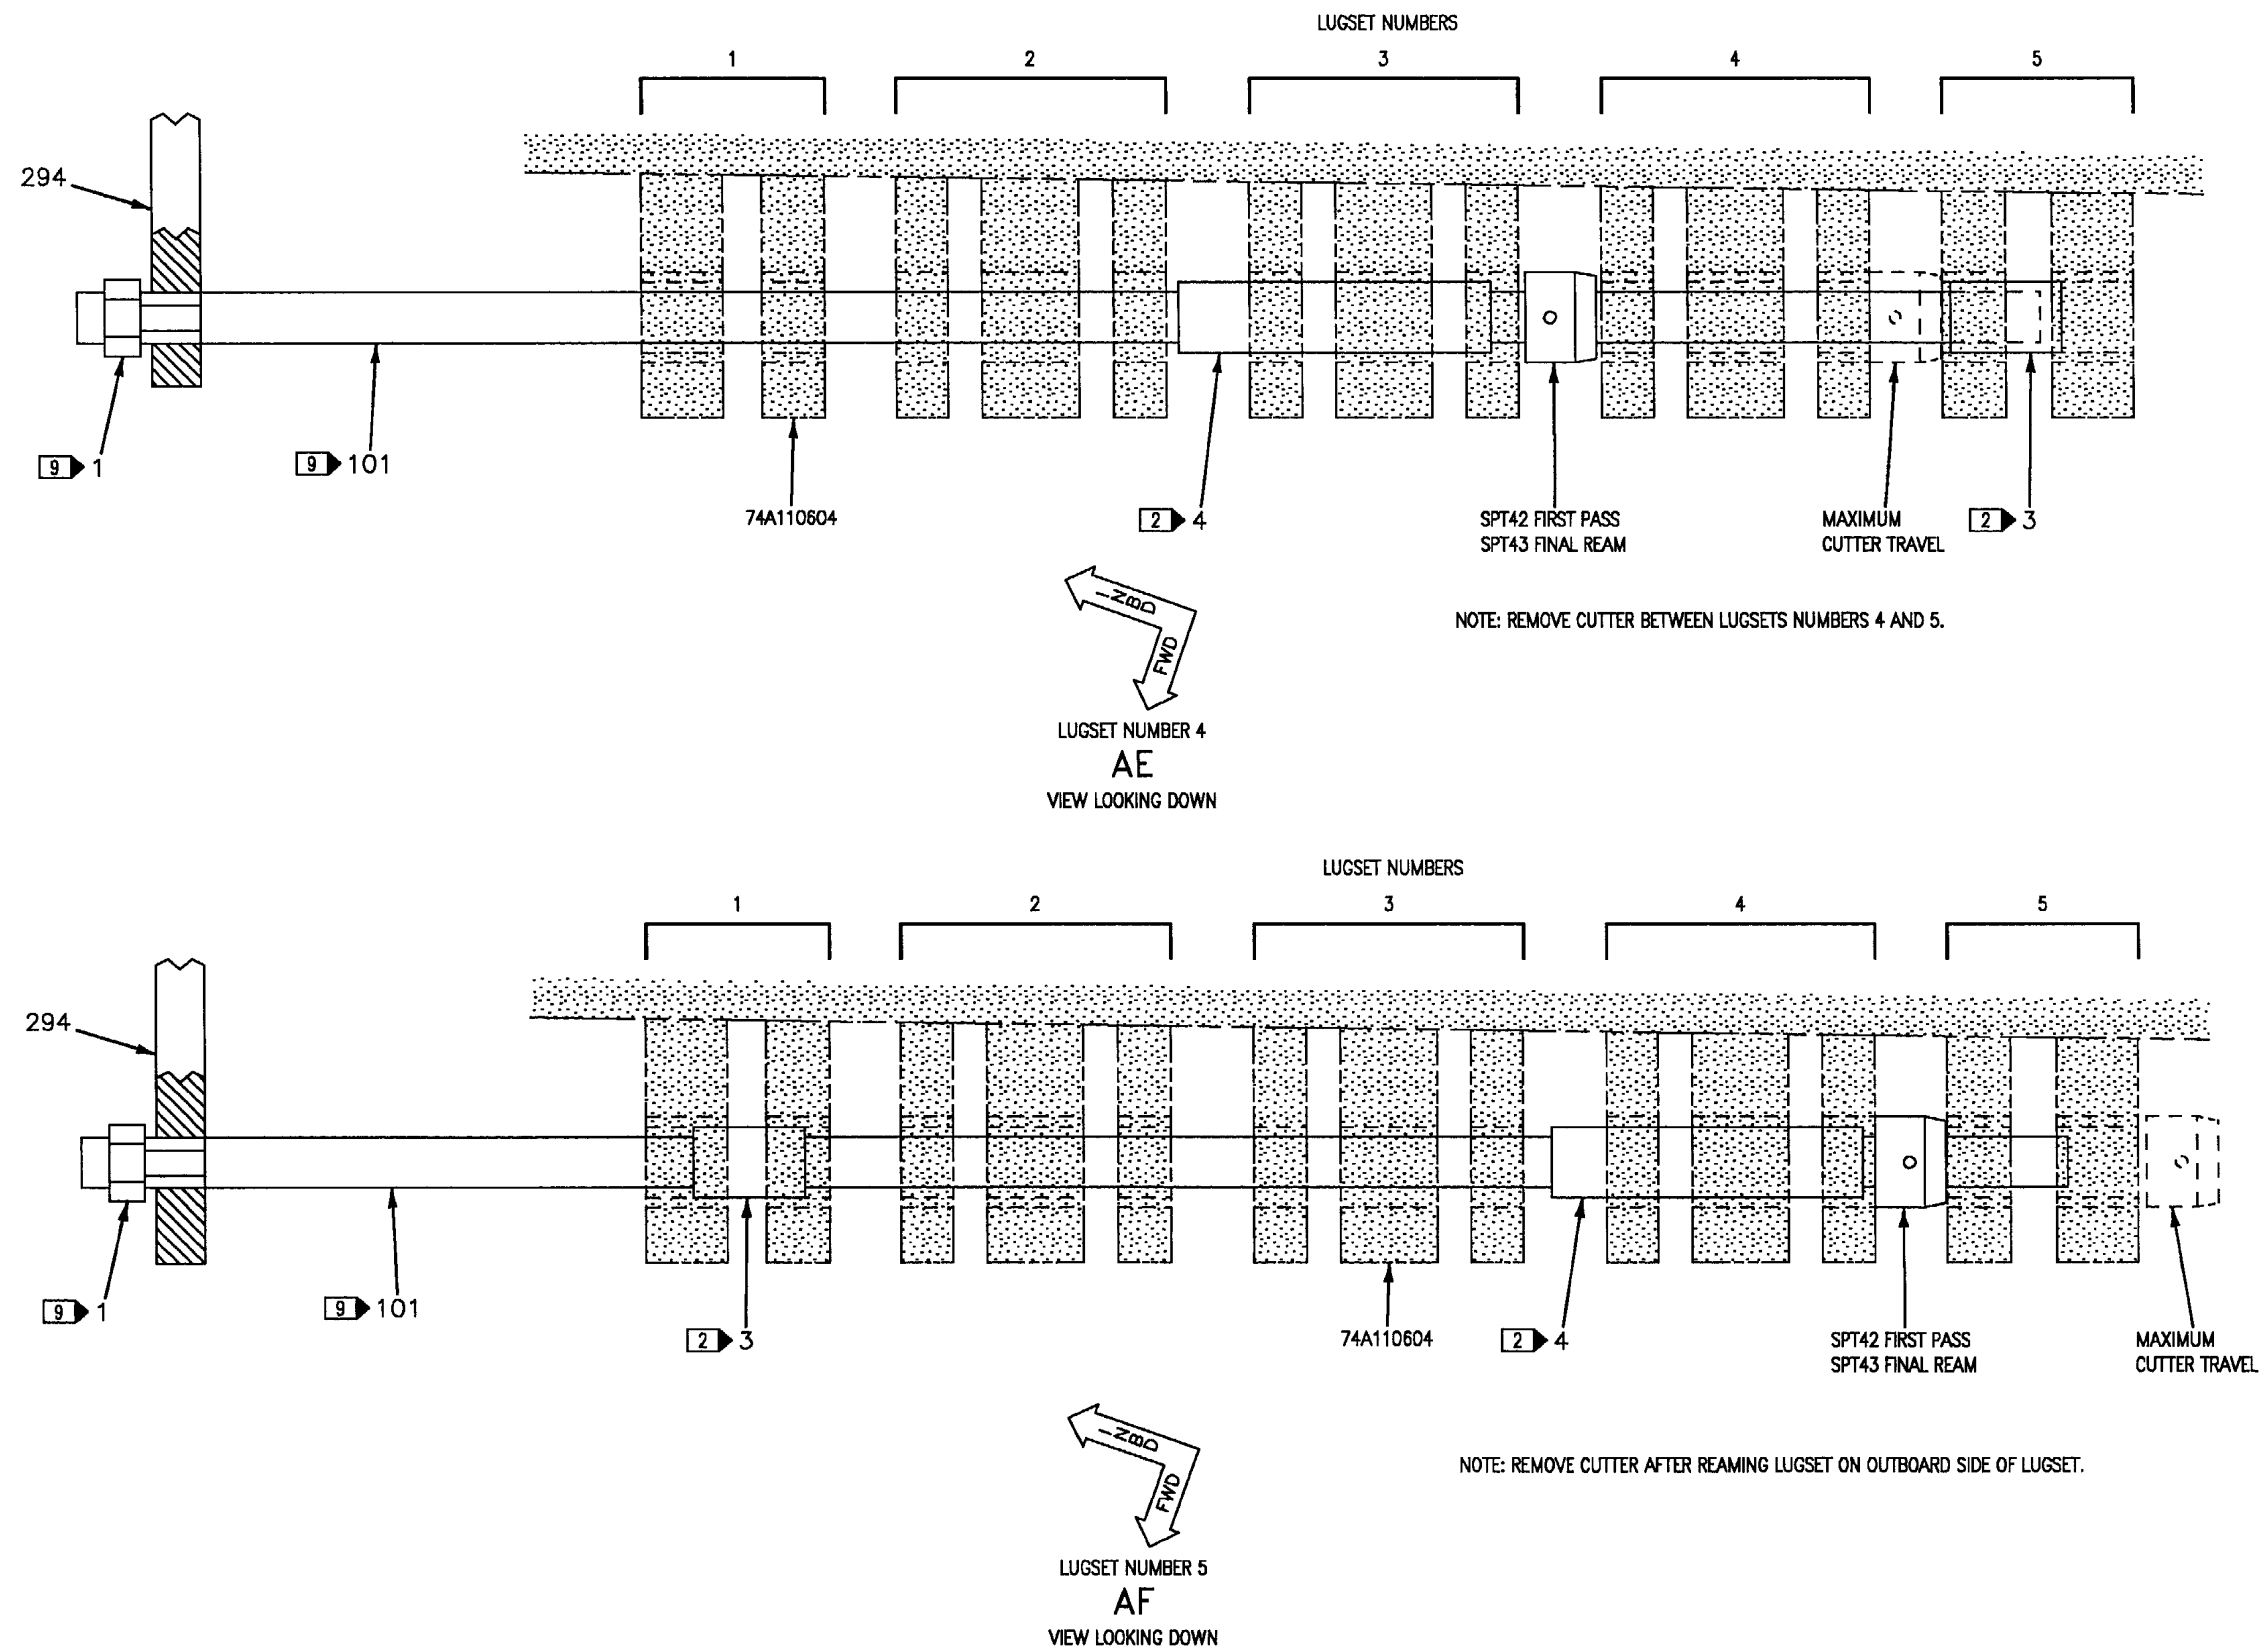 LUGSET NUMBERS
1 2 3 4 5
294
9 1
9 101
74A110604
2 4
SPT42 FIRST PASS
SPT43 FINAL REAM
MAXIMUM
CUTTER TRAVEL
2 3
INBD
FWD
NOTE: REMOVE CUTTER BETWEEN LUGSETS NUMBERS 4 AND 5.
LUGSET NUMBER 4
AE
VIEW LOOKING DOWN
LUGSET NUMBERS
1 2 3 4 5
294
9 1
9 101
2 3
74A110604
2 4
SPT42 FIRST PASS
SPT43 FINAL REAM
MAXIMUM
CUTTER TRAVEL
INBD
FWD
NOTE: REMOVE CUTTER AFTER REAMING LUGSET ON OUTBOARD SIDE OF LUGSET.
LUGSET NUMBER 5
AF
VIEW LOOKING DOWN